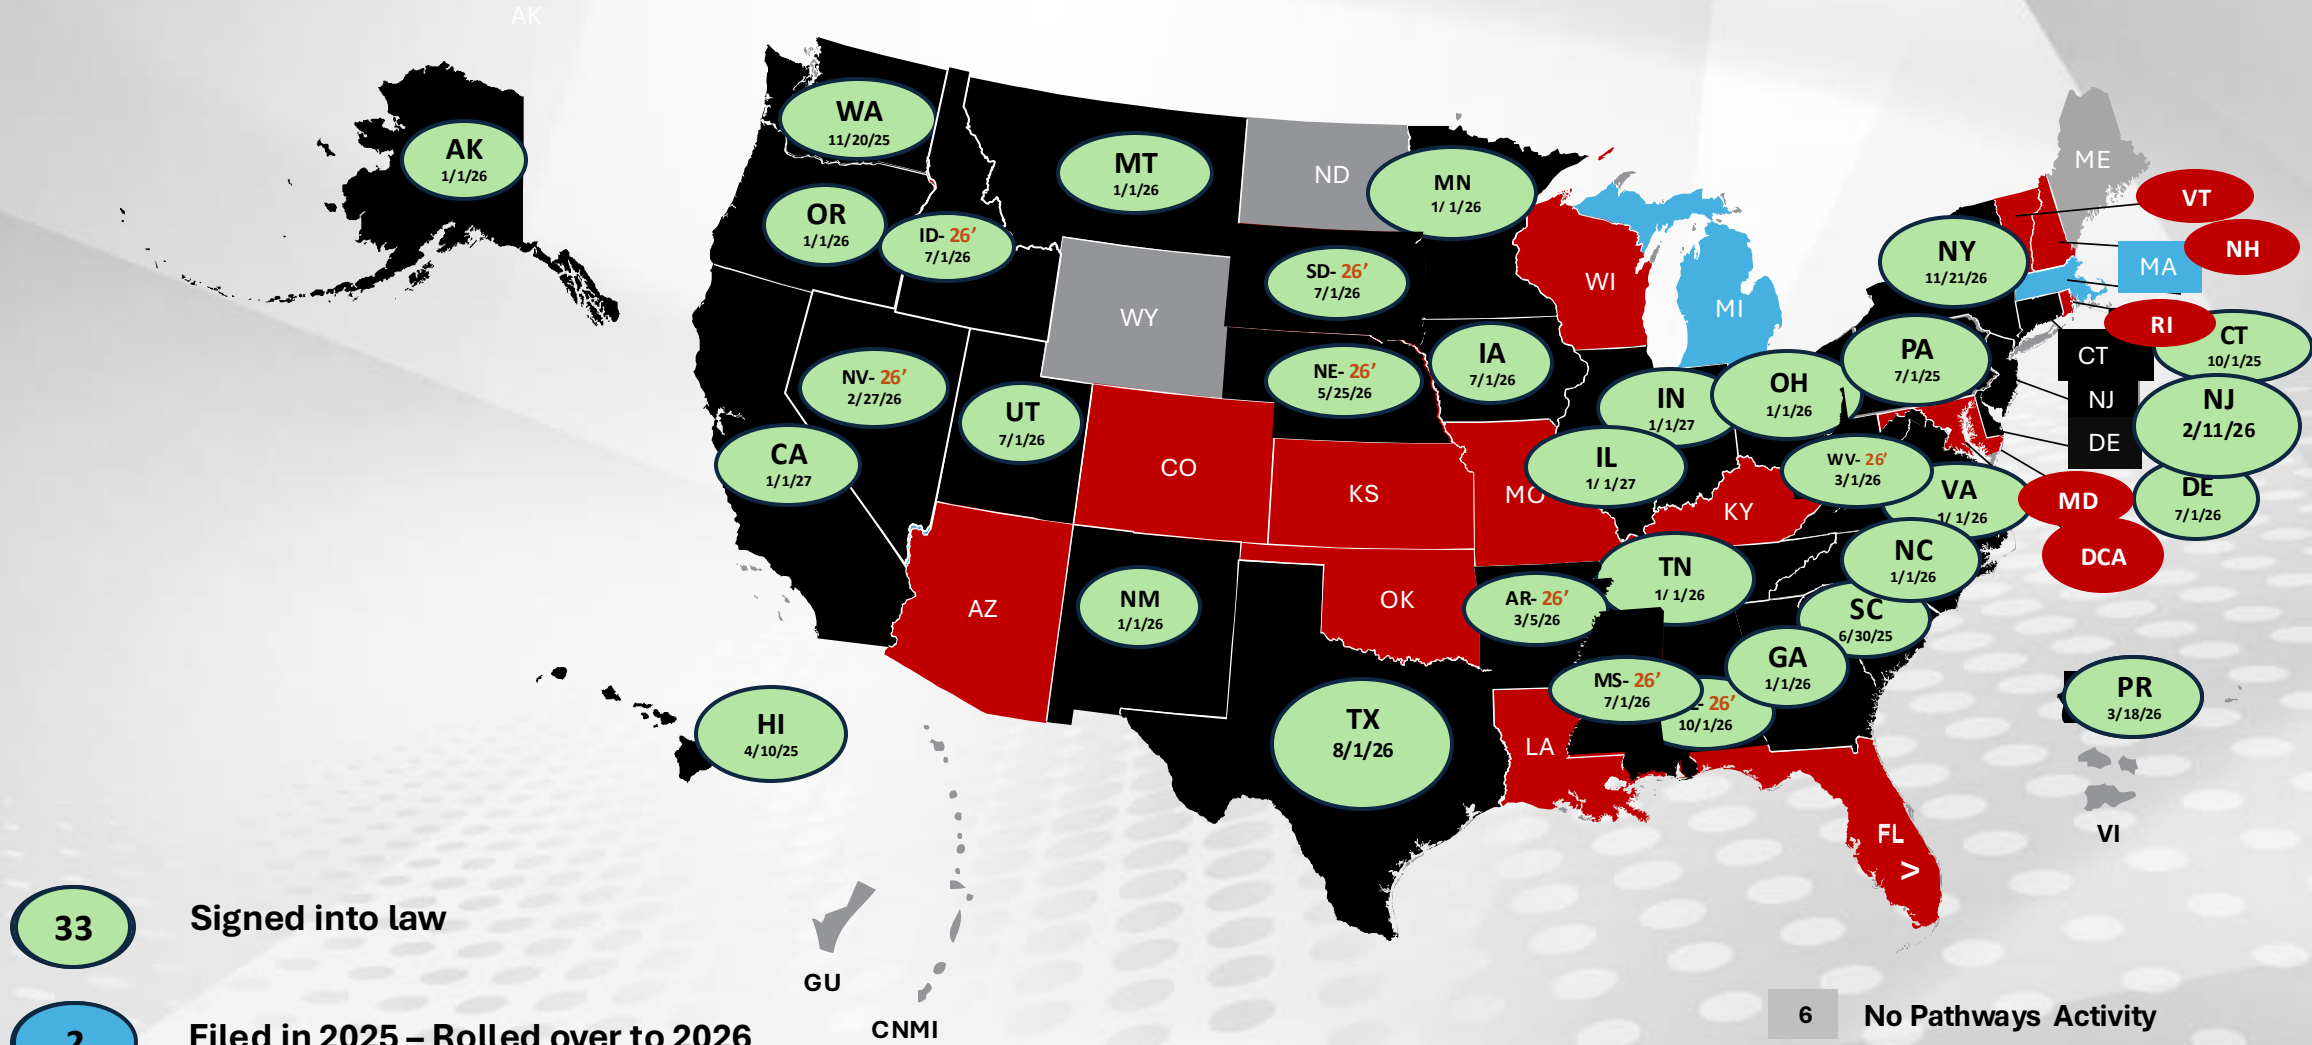 AK
AK
1/1/26
WA
11/20/25
OR
1/1/26
ID- 26’
7/1/26
MT
1/1/26
ND
MN
1/ 1/26
SD- 26’
7/1/26
WY
NE- 26’
5/25/26
NV- 26’
2/27/26
UT
7/1/26
CA
1/1/27
CO
KS
AZ
NM
1/1/26
OK
TX
8/1/26
HI
4/10/25
IA
7/1/26
WI
MI
MO
IL
1/ 1/27
IN
1/1/27
OH
1/1/26
KY
TN
1/ 1/26
AR- 26’
3/5/26
LA
MS- 26’
7/1/26
26’
10/1/26
GA
1/1/26
SC
6/30/25
NC
1/1/26
VA
1/ 1/26
WV- 26’
3/1/26
PA
7/1/25
NY
11/21/26
ME
VT
NH
MA
RI
CT
CT
10/1/25
NJ
NJ
2/11/26
DE
DE
7/1/26
MD
DCA
FL
>
PR
3/18/26
VI
GU
CNMI
33
Signed into law
2
Filed in 2025 – Rolled over to 2026
6
No Pathways Activity